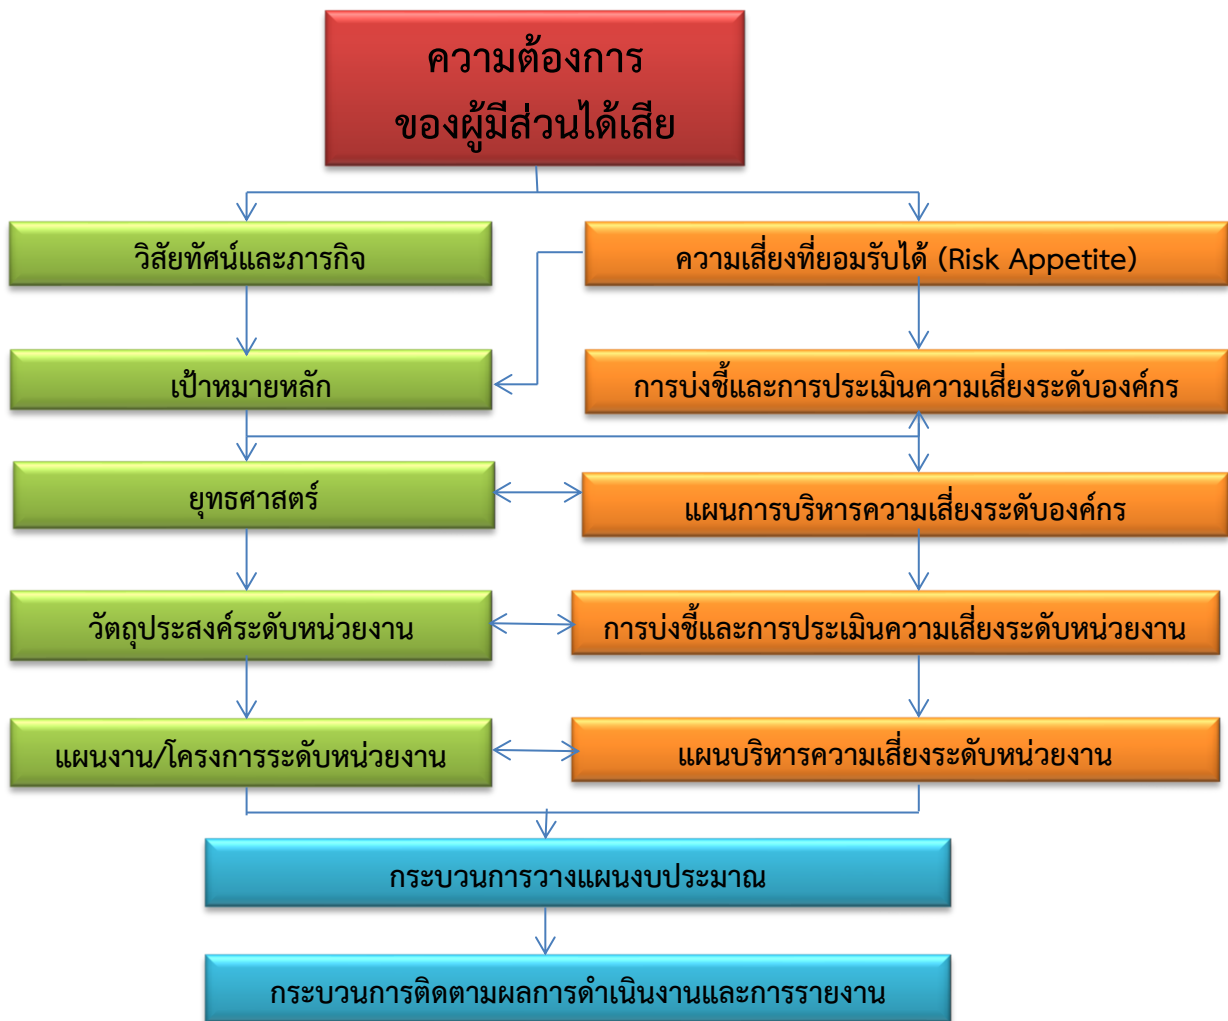 ความต้องการ
ของผู้มีส่วนได้เสีย
วิสัยทัศน์และภารกิจ
ความเสี่ยงที่ยอมรับได้ (Risk Appetite)
เป้าหมายหลัก
การบ่งชี้และการประเมินความเสี่ยงระดับองค์กร
ยุทธศาสตร์
แผนการบริหารความเสี่ยงระดับองค์กร
วัตถุประสงค์ระดับหน่วยงาน
การบ่งชี้และการประเมินความเสี่ยงระดับหน่วยงาน
แผนงาน/โครงการระดับหน่วยงาน
แผนบริหารความเสี่ยงระดับหน่วยงาน
กระบวนการวางแผนงบประมาณ
กระบวนการติดตามผลการดำเนินงานและการรายงาน